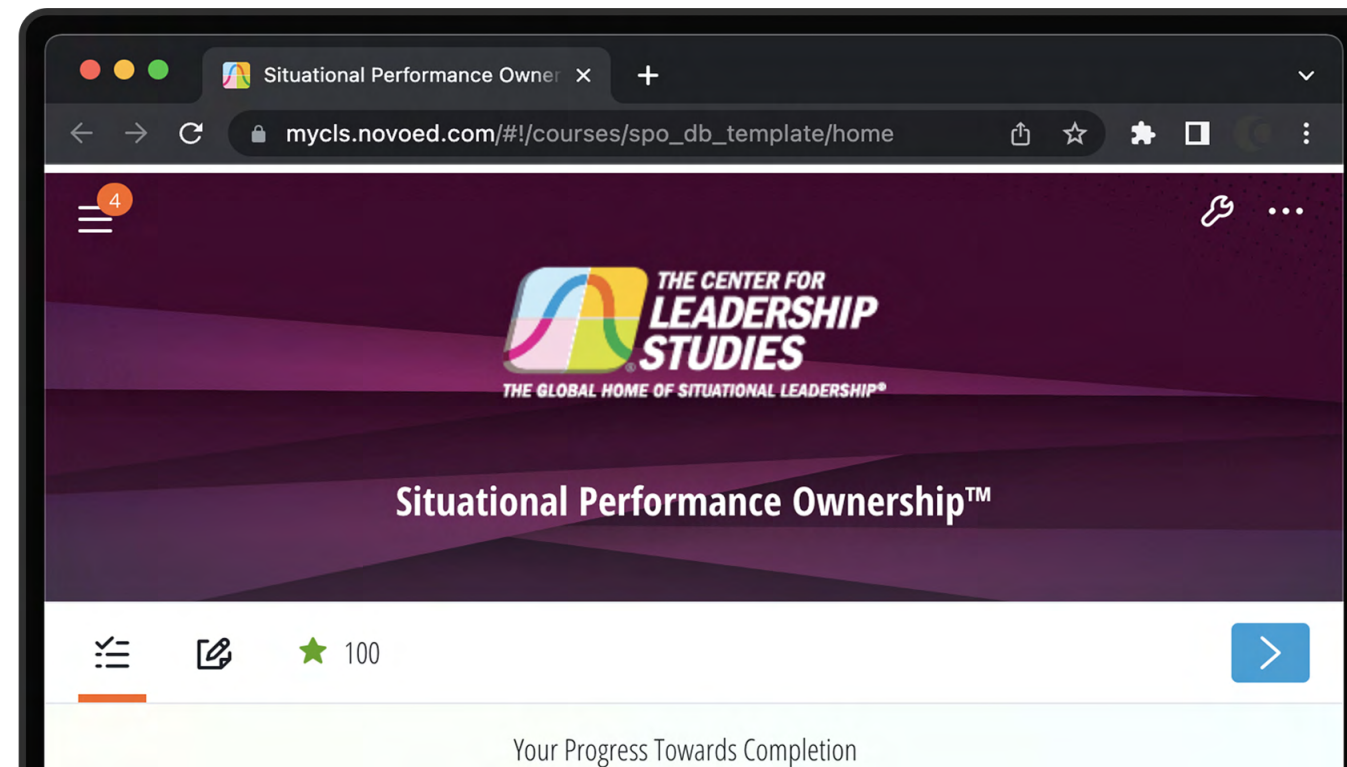 Situational Performance Owner
mycls.novoed.com/#!/courses/spo_db_template/home
4
THE CENTER FOR
LEADERSHIP
STUDIES
®
THE GLOBAL HOME OF SITUATIONAL LEADERSHIP®
Situational Performance Ownership™
100
Your Progress Towards Completion